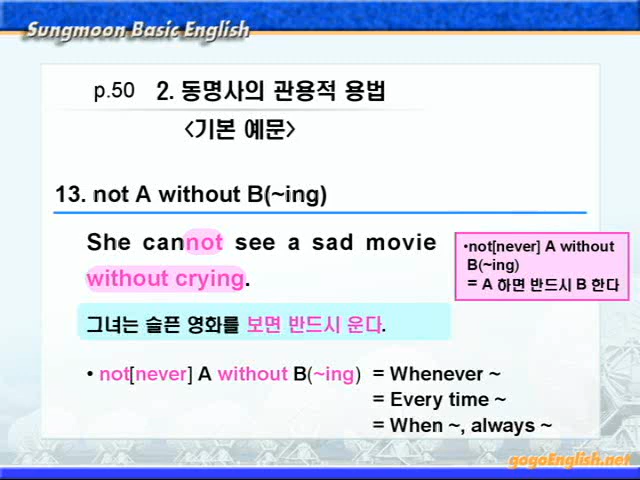 Sungmoon Basic English
p.50 2. 동명사의 관용적 용법
<기본 예문>
13. not A without B(~ing)
She cannot see a sad movie
without crying.
•not[never] A without
B(~ing)
= A 하면 반드시 B 한다
그녀는 슬픈 영화를 보면 반드시 운다.
• not[never] A without B(~ing) = Whenever ~
= Every time ~
= When ~, always ~
gogoEnglish.net